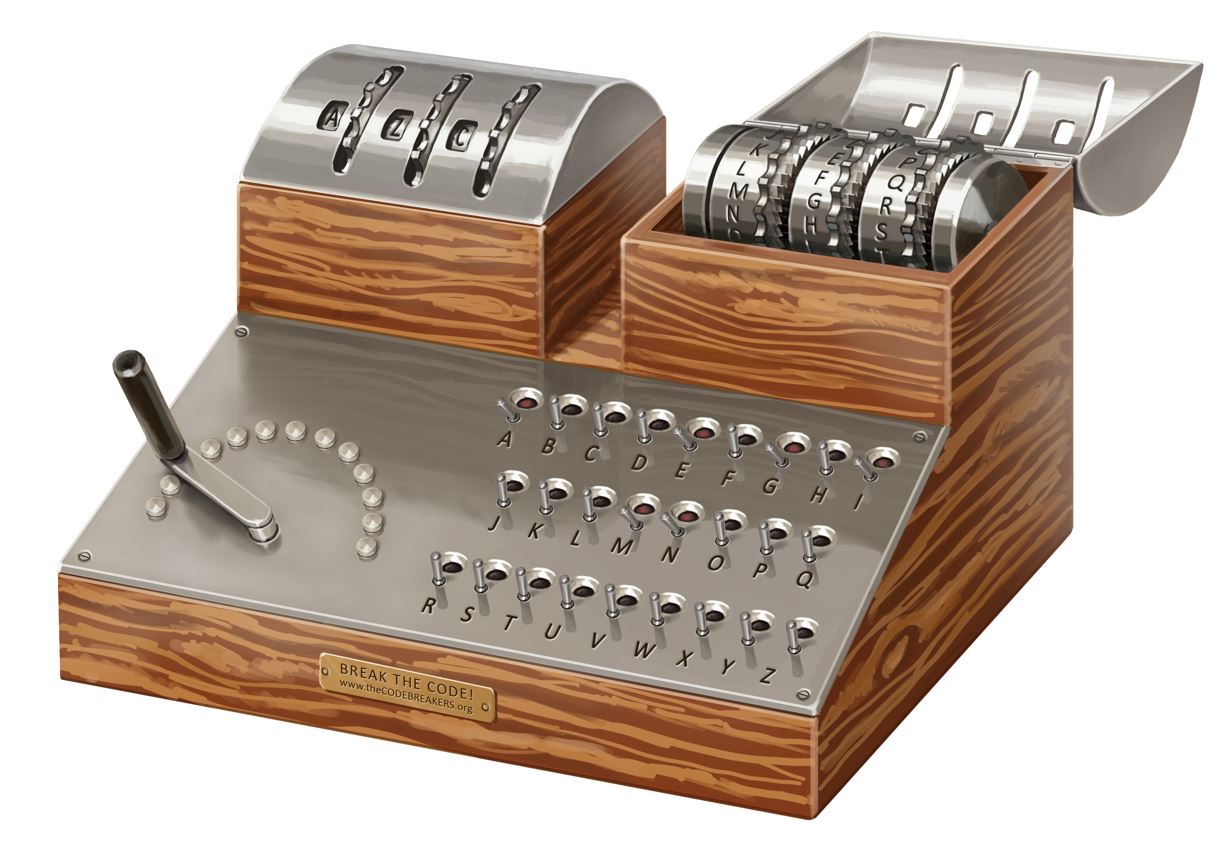 A Z C
J K L M N O
E F G H
P Q R S T
A B C D E F G H I
J K L M N O P Q
R S T U V W X Y Z
BREAK THE CODE!
www.theCODEBREAKERS.org